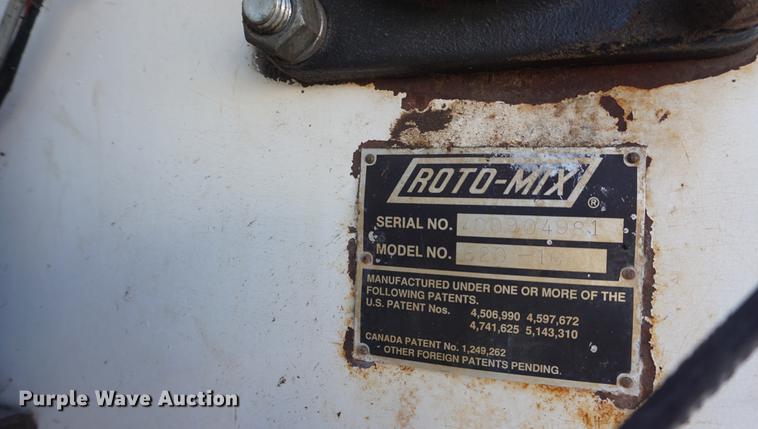 ROTO-MIX ®
SERIAL NO.
MODEL NO.
MANUFACTURED UNDER ONE OR MORE OF THE
FOLLOWING PATENTS.
U.S. PATENT Nos. 4,506,990 4,597,672
4,741,625 5,143,310
CANADA PATENT No. 1,249,262
OTHER FOREIGN PATENTS PENDING.
Purple Wave Auction